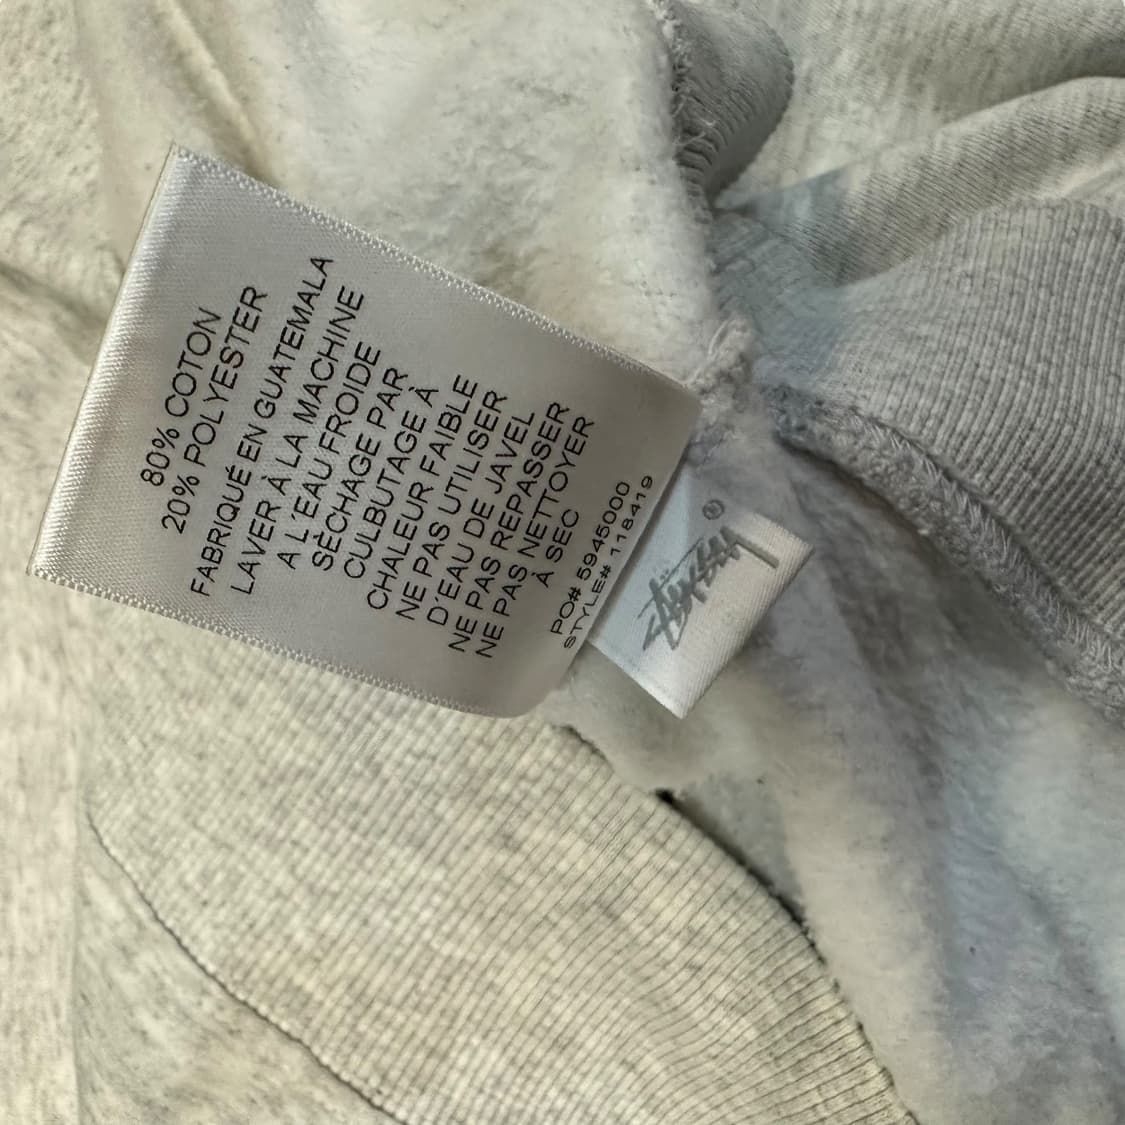 80% COTON
20% POLYESTER
FABRIQUÉ EN GUATEMALA
LAVER À LA MACHINE
A L'EAU FROIDE
SÈCHAGE PAR
CULBUTAGE À
CHALEUR FAIBLE
NE PAS UTILISER
D'EAU DE JAVEL
NE PAS REPASSER
NE PAS NETTOYER
À SEC
PO# 5945000
STYLE# 118419
Stüssy ®